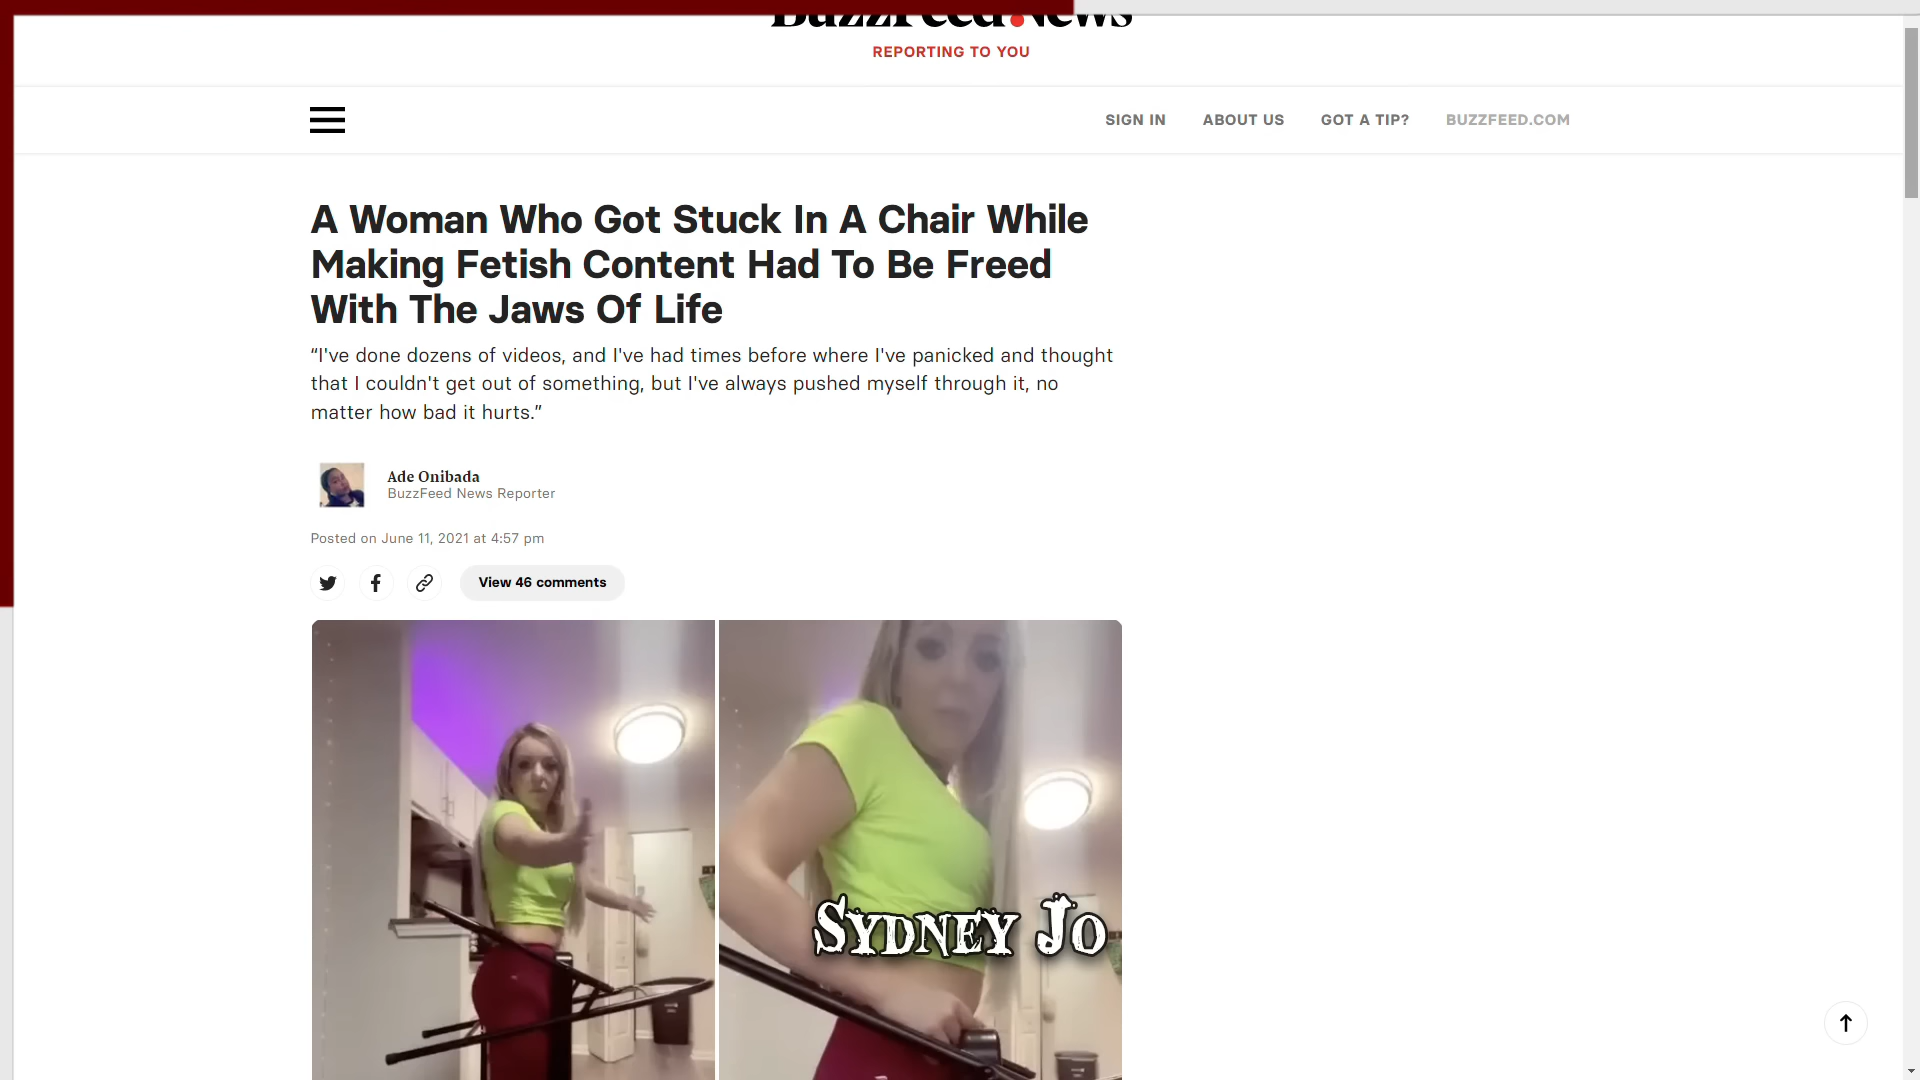 BuzzFeed News
REPORTING TO YOU
SIGN IN
ABOUT US
GOT A TIP?
BUZZFEED.COM
A Woman Who Got Stuck In A Chair While
Making Fetish Content Had To Be Freed
With The Jaws Of Life
“I've done dozens of videos, and I've had times before where I've panicked and thought
that I couldn't get out of something, but I've always pushed myself through it, no
matter how bad it hurts.”
Ade Onibada
BuzzFeed News Reporter
Posted on June 11, 2021 at 4:57 pm
View 46 comments
SYDNEY JO